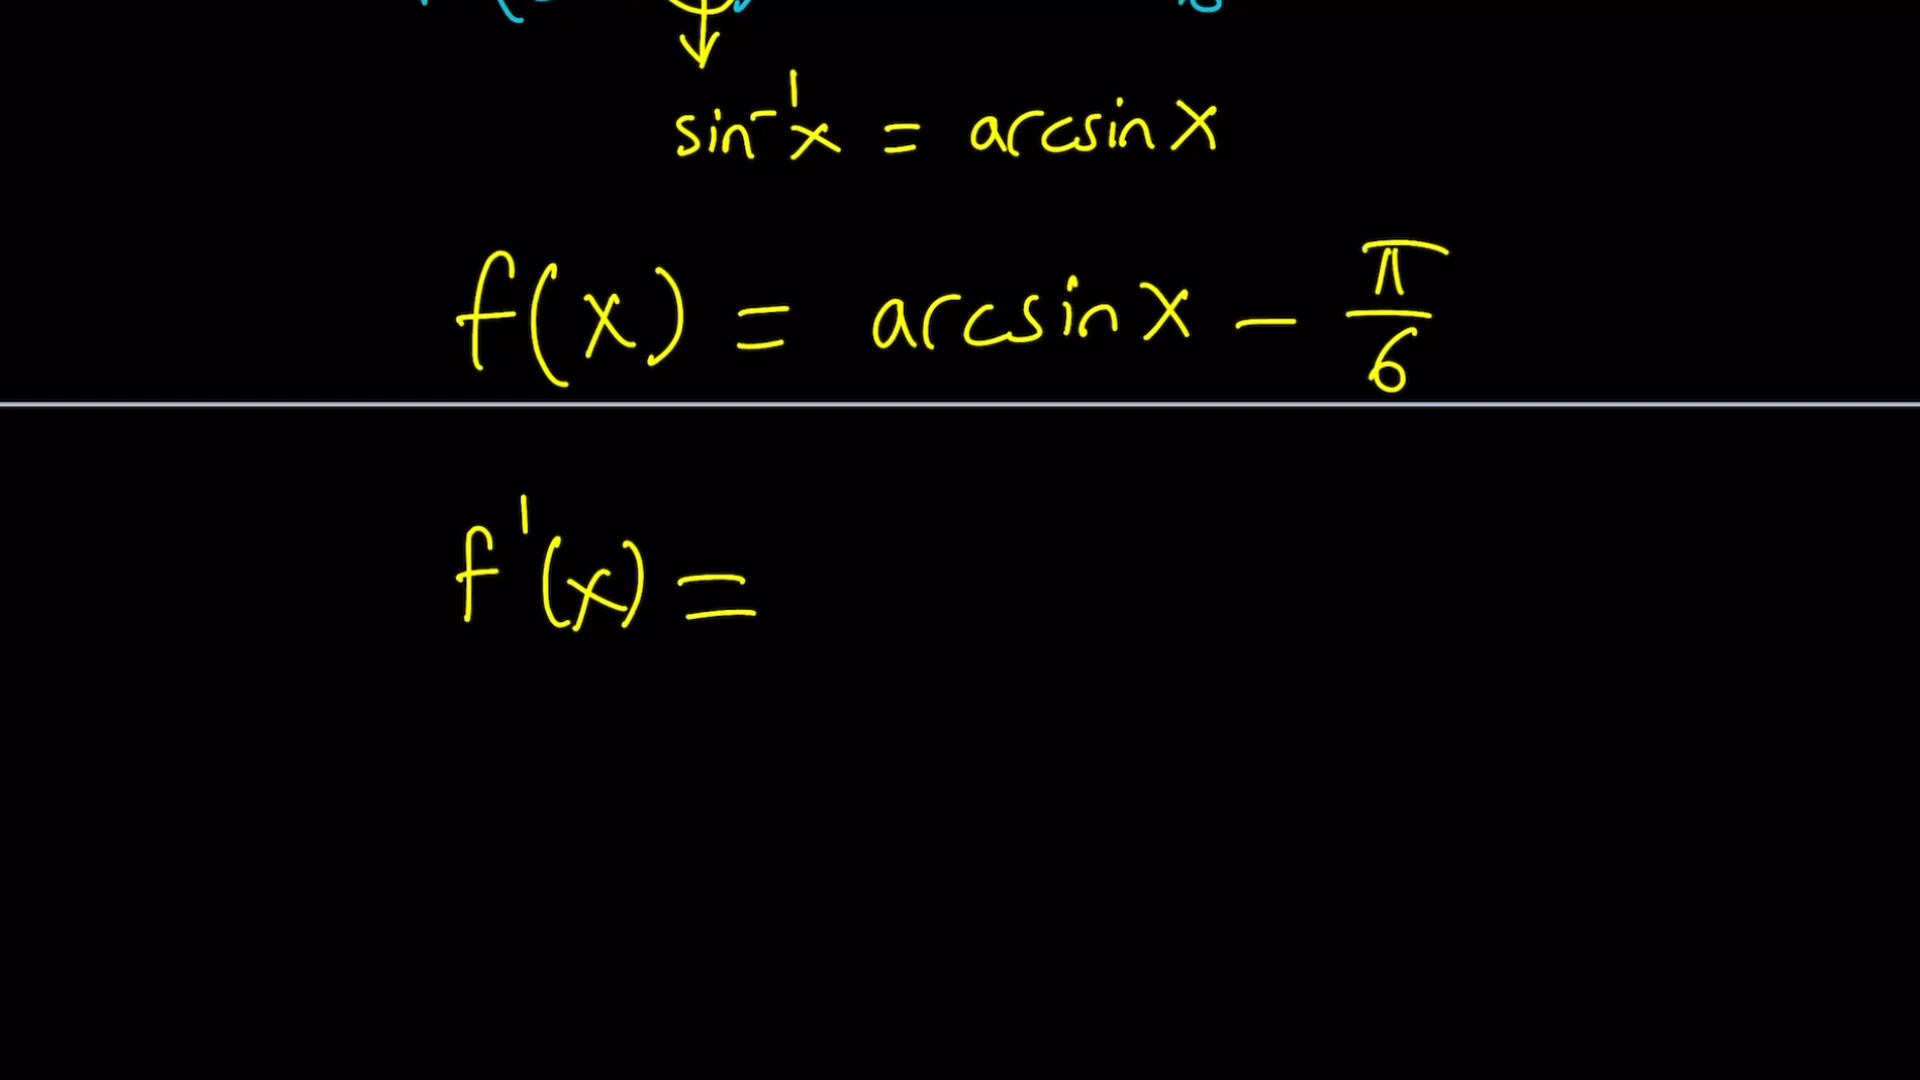 sin⁻¹x = arcsin x
f(x) = arcsin x − π/6
f'(x) =